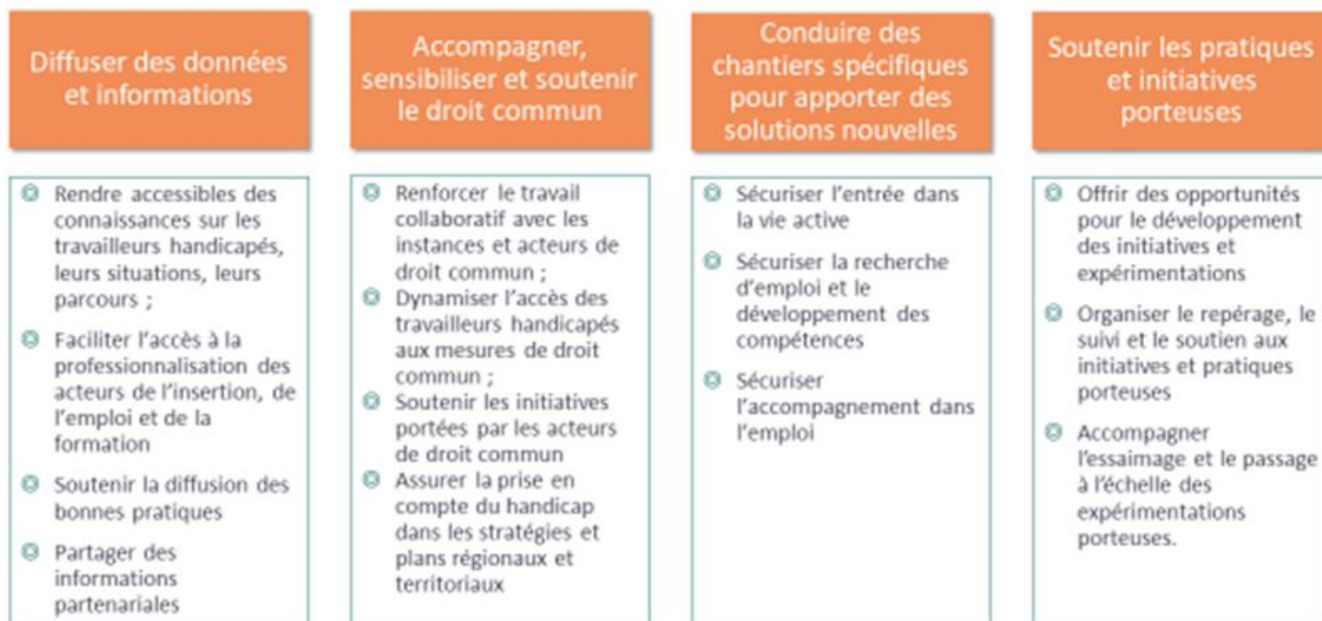 Diffuser des données
et informations
Rendre accessibles des
connaissances sur les
travailleurs handicapés,
leurs situations, leurs
parcours ;
Faciliter l'accès à la
professionnalisation des
acteurs de l'insertion, de
l'emploi et de la
formation
Soutenir la diffusion des
bonnes pratiques
Partager des
informations
partenariales
Accompagner,
sensibiliser et soutenir
le droit commun
Renforcer le travail
collaboratif avec les
instances et acteurs de
droit commun ;
Dynamiser l'accès des
travailleurs handicapés
aux mesures de droit
commun ;
Soutenir les initiatives
portées par les acteurs
de droit commun
Assurer la prise en
compte du handicap
dans les stratégies et
plans régionaux et
territoriaux
Conduire des
chantiers spécifiques
pour apporter des
solutions nouvelles
Sécuriser l'entrée dans
la vie active
Sécuriser la recherche
d'emploi et le
développement des
compétences
Sécuriser
l'accompagnement dans
l'emploi
Soutenir les pratiques
et initiatives
porteuses
Offrir des opportunités
pour le développement
des initiatives et
expérimentations
Organiser le repérage, le
suivi et le soutien aux
initiatives et pratiques
porteuses
Accompagner
l'essaimage et le passage
à l'échelle des
expérimentations
porteuses.